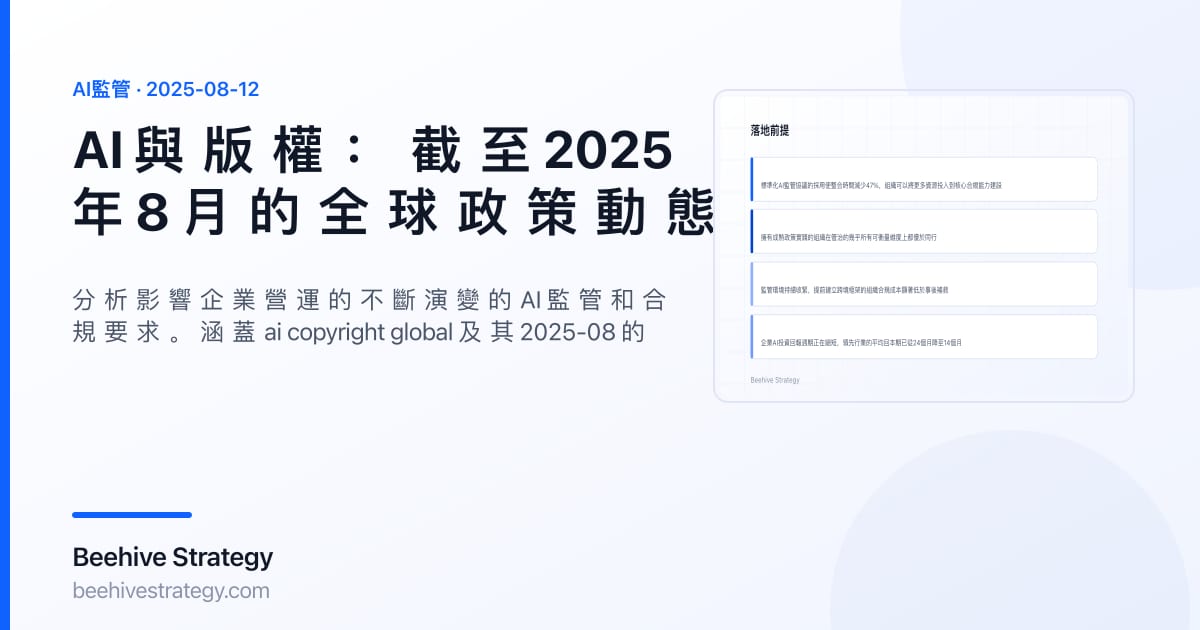 AI監管 · 2025-08-12
AI與版權：截至2025
年8月的全球政策動態
分析影響企業營運的不斷演變的AI監管和合
規要求。涵蓋 ai copyright global 及其2025-08的
落地前提
標準化AI監管協議的採用使整合時間減少47%，組織可以將更多資源投入到核心合規能力建設
擁有成熟政策實踐的組織在管治的幾乎所有可衡量維度上都優於同行
監管環境持續收緊，提前建立跨境框架的組織合規成本顯著低於事後補救
企業AI投資回報週期正在縮短，領先行業的平均回本期已從24個月降至14個月
Beehive Strategy
Beehive Strategy
beehivestrategy.com